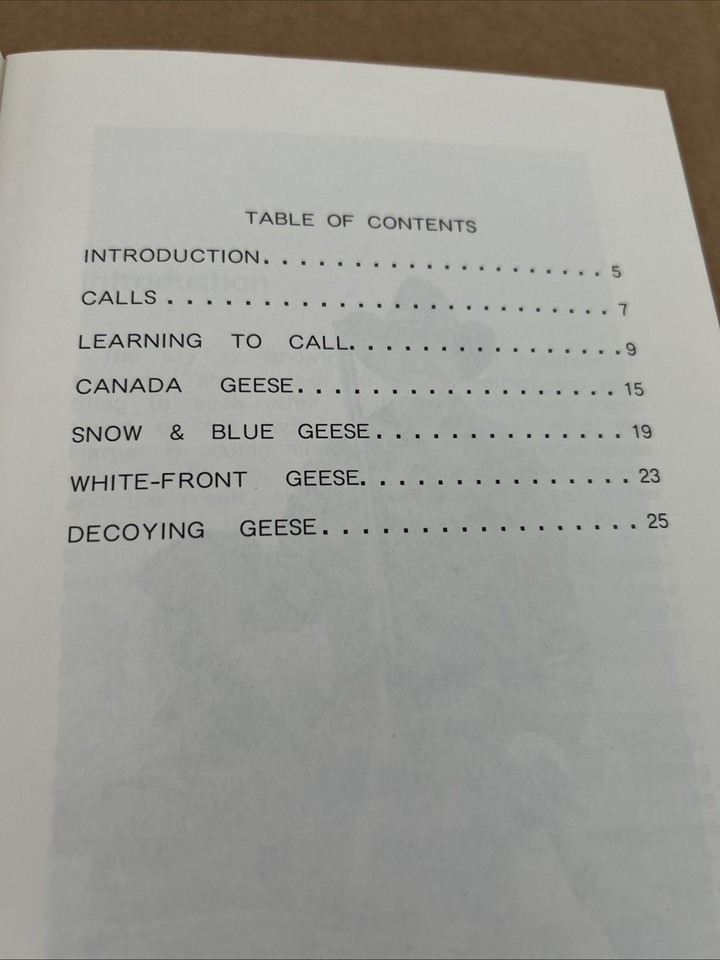 TABLE OF CONTENTS
INTRODUCTION. . . . . . . . . . . . . . . . . . . . 5
CALLS . . . . . . . . . . . . . . . . . . . . . . . 7
LEARNING TO CALL. . . . . . . . . . . . . . . 9
CANADA GEESE. . . . . . . . . . . . . . . . . . 15
SNOW & BLUE GEESE. . . . . . . . . . . . . . 19
WHITE-FRONT GEESE. . . . . . . . . . . . . . . 23
DECOYING GEESE. . . . . . . . . . . . . . . . . 25
Introduction